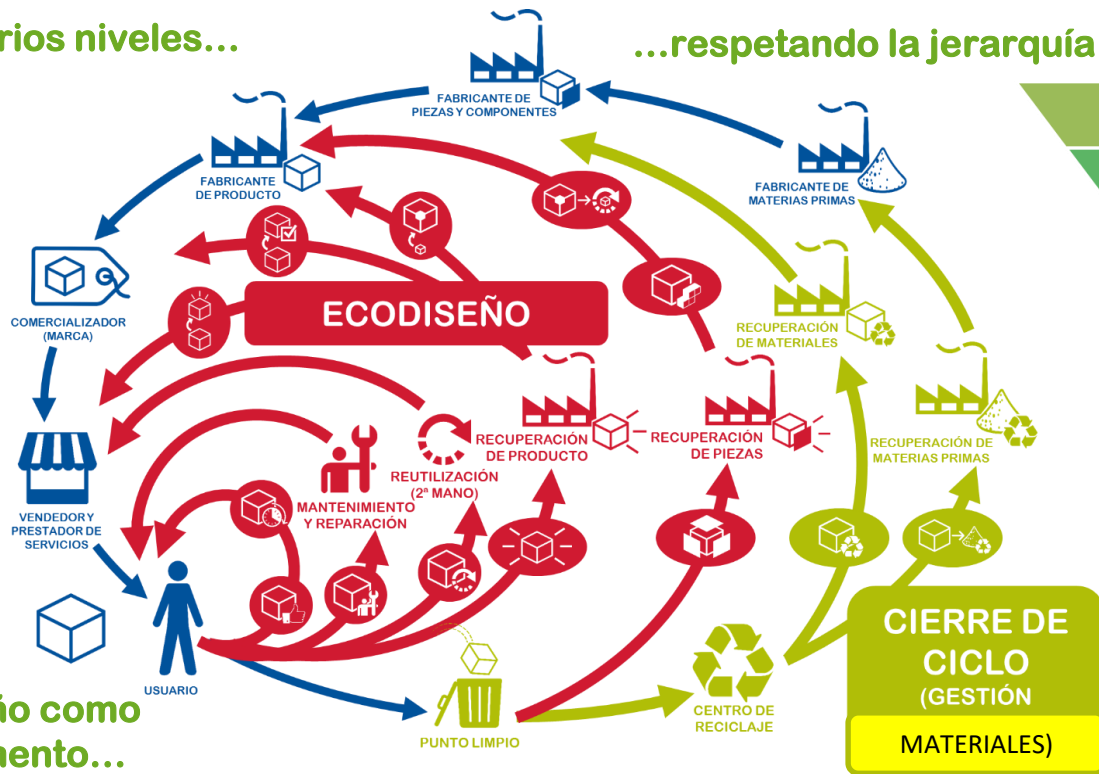 rios niveles...
...respetando la jerarquía
FABRICANTE DE
PIEZAS Y COMPONENTES
FABRICANTE
DE PRODUCTO
FABRICANTE DE
MATERIAS PRIMAS
COMERCIALIZADOR
(MARCA)
ECODISEÑO
RECUPERACIÓN
DE MATERIALES
RECUPERACIÓN
DE PRODUCTO
RECUPERACIÓN
DE PIEZAS
RECUPERACIÓN DE
MATERIAS PRIMAS
REUTILIZACIÓN
(2ª MANO)
MANTENIMIENTO
Y REPARACIÓN
VENDEDOR Y
PRESTADOR DE
SERVICIOS
USUARIO
PUNTO LIMPIO
CENTRO DE
RECICLAJE
CIERRE DE
CICLO
(GESTIÓN
MATERIALES)
ño como
mento...